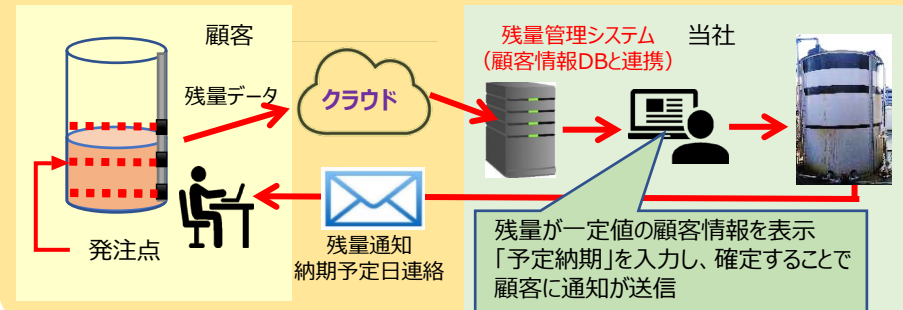 顧客
残量データ
発注点
クラウド
残量通知
納期予定日連絡
残量管理システム
（顧客情報DBと連携）
当社
残量が一定値の顧客情報を表示
「予定納期」を入力し、確定することで
顧客に通知が送信